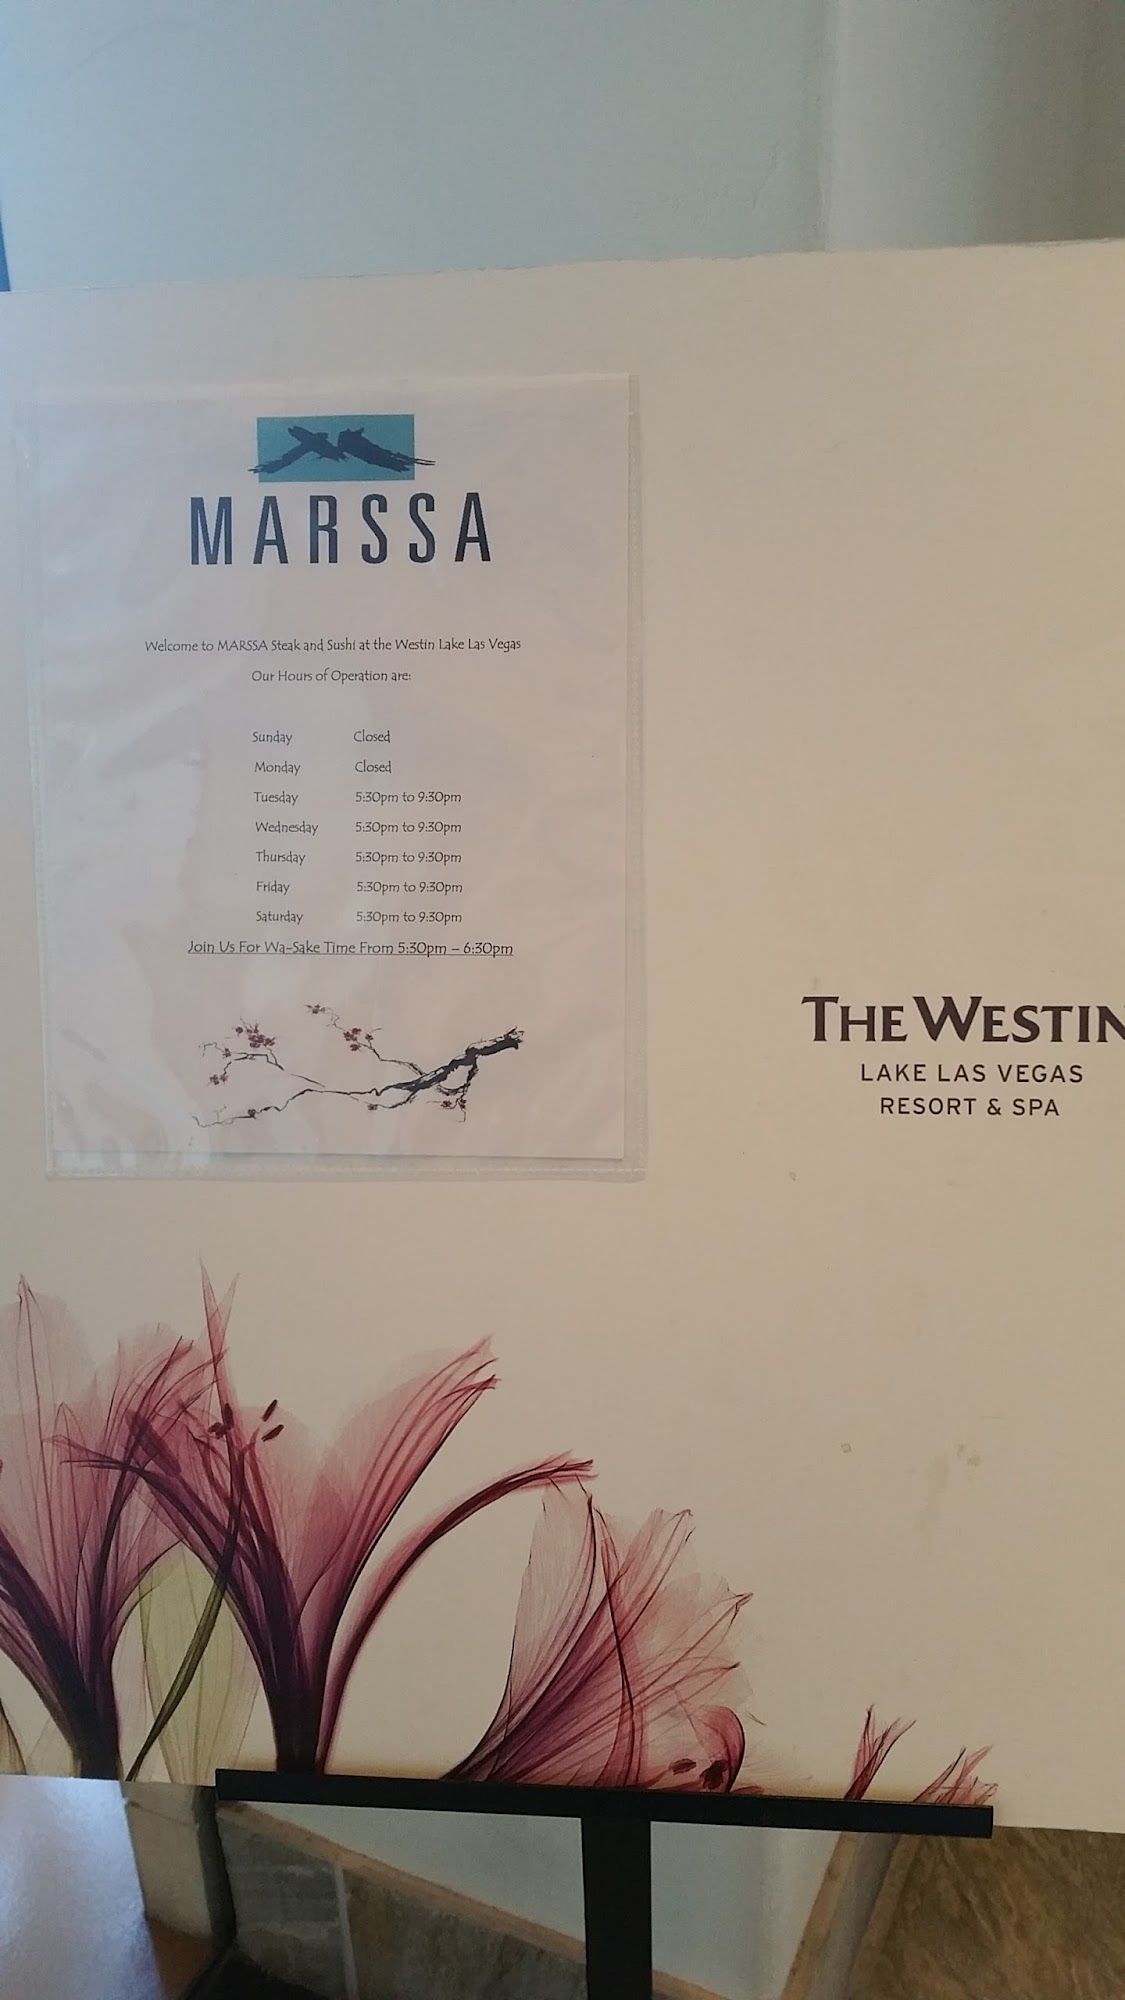 MARSSA
Welcome to MARSSA Steak and Sushi at the Westin Lake Las Vegas
Our Hours of Operation are:
Sunday Closed
Monday Closed
Tuesday 5:30pm to 9:30pm
Wednesday 5:30pm to 9:30pm
Thursday 5:30pm to 9:30pm
Friday 5:30pm to 9:30pm
Saturday 5:30pm to 9:30pm
Join Us For Wa-Sake Time From 5:30pm – 6:30pm
THE WESTIN
LAKE LAS VEGAS
RESORT & SPA